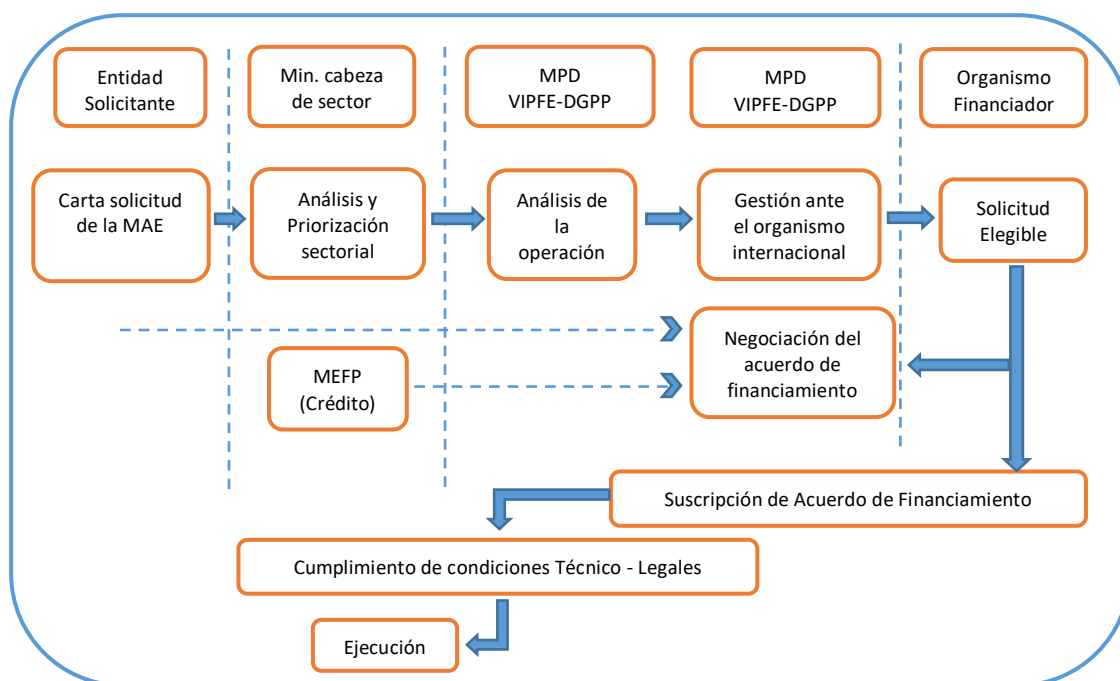 Entidad
Solicitante
Min. cabeza
de sector
MPD
VIPFE-DGPP
MPD
VIPFE-DGPP
Organismo
Financiador
Carta solicitud
de la MAE
Análisis y
Priorización
sectorial
Análisis de
la
operación
Gestión ante
el organismo
internacional
Solicitud
Elegible
MEFP
(Crédito)
Negociación del
acuerdo de
financiamiento
Suscripción de Acuerdo de Financiamiento
Cumplimiento de condiciones Técnico - Legales
Ejecución